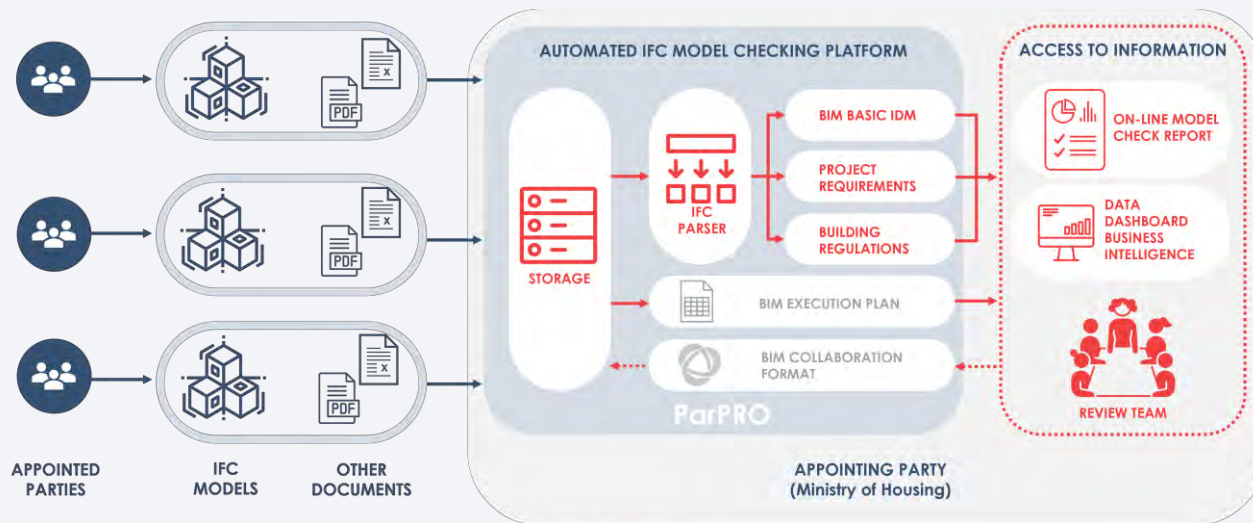 AUTOMATED IFC MODEL CHECKING PLATFORM
ACCESS TO INFORMATION
x
PDF
x
PDF
x
PDF
STORAGE
IFC
PARSER
BIM BASIC IDM
PROJECT
REQUIREMENTS
BUILDING
REGULATIONS
BIM EXECUTION PLAN
BIM COLLABORATION
FORMAT
ParPRO
ON-LINE MODEL
CHECK REPORT
DATA
DASHBOARD
BUSINESS
INTELLIGENCE
REVIEW TEAM
APPOINTED
PARTIES
IFC
MODELS
OTHER
DOCUMENTS
APPOINTING PARTY
(Ministry of Housing)